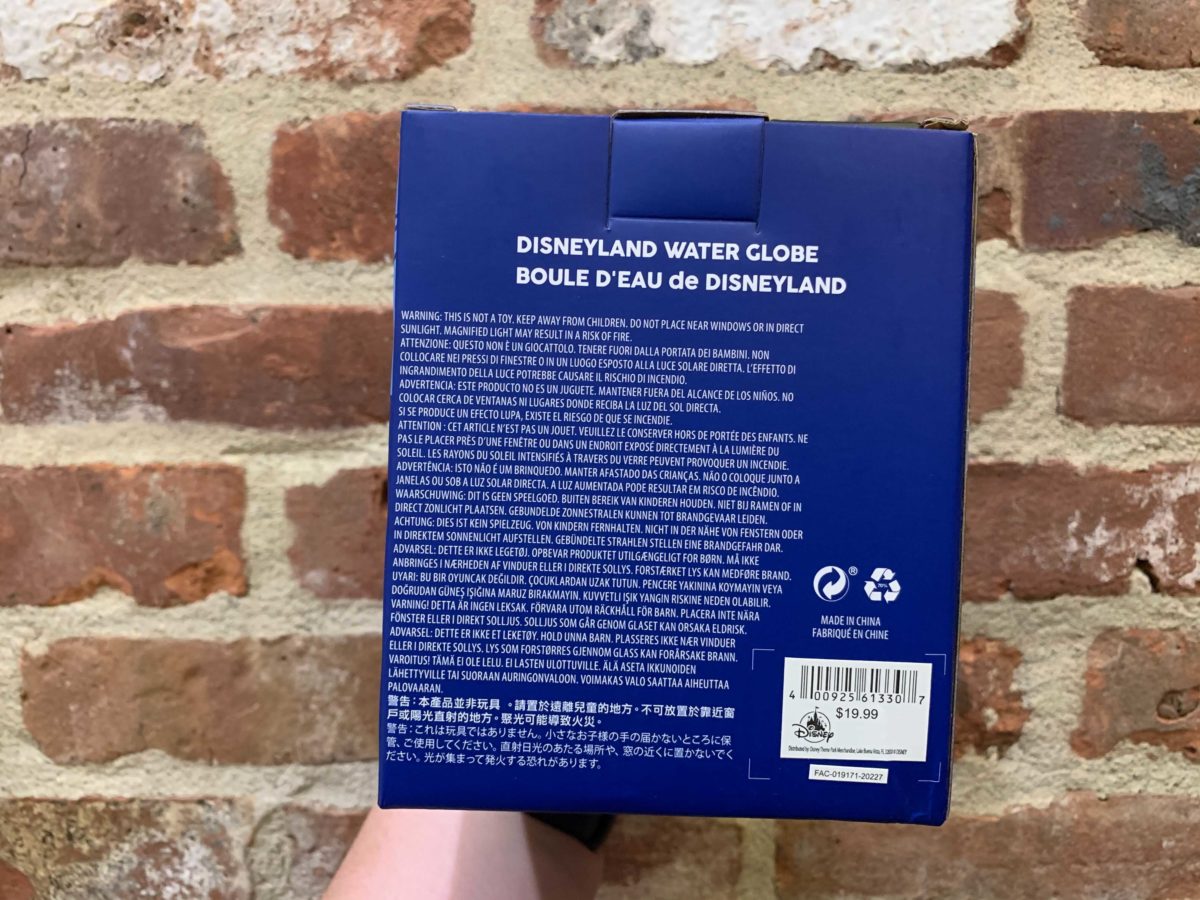 DISNEYLAND WATER GLOBE
BOULE D'EAU de DISNEYLAND
WARNING: THIS IS NOT A TOY. KEEP AWAY FROM CHILDREN. DO NOT PLACE NEAR WINDOWS OR IN DIRECT
SUNLIGHT. MAGNIFIED LIGHT MAY RESULT IN A RISK OF FIRE.
ATTENZIONE: QUESTO NON È UN GIOCATTOLO. TENERE FUORI DALLA PORTATA DEI BAMBINI. NON
COLLOCARE NEI PRESSI DI FINESTRE O IN UN LUOGO ESPOSTO ALLA LUCE SOLARE DIRETTA. L'EFFETTO DI
INGRANDIMENTO DELLA LUCE POTREBBE CAUSARE IL RISCHIO DI INCENDIO.
ADVERTENCIA: ESTE PRODUCTO NO ES UN JUGUETE. MANTENER FUERA DEL ALCANCE DE LOS NIÑOS. NO
COLOCAR CERCA DE VENTANAS NI LUGARES DONDE RECIBA LA LUZ DEL SOL DIRECTA.
SI SE PRODUCE UN EFECTO LUPA, EXISTE EL RIESGO DE QUE SE INCENDIE.
ATTENTION : CET ARTICLE N'EST PAS UN JOUET. VEUILLEZ LE CONSERVER HORS DE PORTÉE DES ENFANTS. NE
PAS LE PLACER PRÈS D'UNE FENÊTRE OU DANS UN ENDROIT EXPOSÉ DIRECTEMENT À LA LUMIÈRE DU
SOLEIL. LES RAYONS DU SOLEIL INTENSIFIÉS À TRAVERS DU VERRE PEUVENT PROVOQUER UN INCENDIE.
ADVERTÊNCIA: ISTO NÃO É UM BRINQUEDO. MANTER AFASTADO DAS CRIANÇAS. NÃO O COLOQUE JUNTO A
JANELAS OU SOB A LUZ SOLAR DIRECTA. A LUZ AUMENTADA PODE RESULTAR EM RISCO DE INCÊNDIO.
WAARSCHUWING: DIT IS GEEN SPEELGOED. BUITEN BEREIK VAN KINDEREN HOUDEN. NIET BIJ RAMEN OF IN
DIRECT ZONLICHT PLAATSEN. GEBUNDELDE ZONNESTRALEN KUNNEN TOT BRANDGEVAAR LEIDEN.
ACHTUNG: DIES IST KEIN SPIELZEUG. VON KINDERN FERNHALTEN. NICHT IN DER NÄHE VON FENSTERN ODER
IN DIREKTEM SONNENLICHT AUFSTELLEN. GEBÜNDELTE STRAHLEN STELLEN EINE BRANDGEFAHR DAR.
ADVARSEL: DETTE ER IKKE LEGETØJ. OPBEVAR PRODUKTET UTILGÆNGELIGT FOR BØRN. MÅ IKKE
ANBRINGES I NÆRHEDEN AF VINDUER ELLER I DIREKTE SOLLYS. FORSTÆRKET LYS KAN MEDFØRE BRAND.
UYARI: BU BIR OYUNCAK DEĞILDIR. ÇOCUKLARDAN UZAK TUTUN. PENCERE YAKININA KOYMAYIN VEYA
DOĞRUDAN GÜNEŞ IŞIĞINA MARUZ BIRAKMAYIN. KUVVETLI IŞIK YANGIN RISKINE NEDEN OLABILIR.
VARNING! DETTA ÄR INGEN LEKSAK. FÖRVARA UTOM RÄCKHÅLL FÖR BARN. PLACERA INTE NÄRA
FÖNSTER ELLER I DIREKT SOLLJUS. SOLLJUS SOM GÅR GENOM GLASET KAN ORSAKA ELDRISK.
ADVARSEL: DETTE ER IKKE ET LEKETØY. HOLD UNNA BARN. PLASSERES IKKE NÆR VINDUER
ELLER I DIREKTE SOLLYS. LYS SOM FORSTØRRES GJENNOM GLASS KAN FORÅRSAKE BRANN.
VAROITUS! TÄMÄ EI OLE LELU. EI LASTEN ULOTTUVILLE. ÄLÄ ASETA IKKUNOIDEN
LÄHETTYVILLE TAI SUORAAN AURINGONVALOON. VOIMAKAS VALO SAATTAA AIHEUTTAA
PALOVAARAN.
警告:本產品並非玩具。請置於遠離兒童的地方。不可放置於靠近窗
戶或陽光直射的地方。聚光可能導致火災。
警告:これは玩具ではありません。小さなお子様の手の届かないところに保
管、ご使用してください。直射日光のあたる場所や、窓の近くに置かないでく
ださい。光が集まって発火する恐れがあります。
®
70%
MADE IN CHINA
FABRIQUÉ EN CHINE
4 00925 61330 7
$19.99
Disney
Distributed by: Disney Theme Park Merchandise, Lake Buena Vista, FL 32830 © DISNEY
FAC-019171-20227